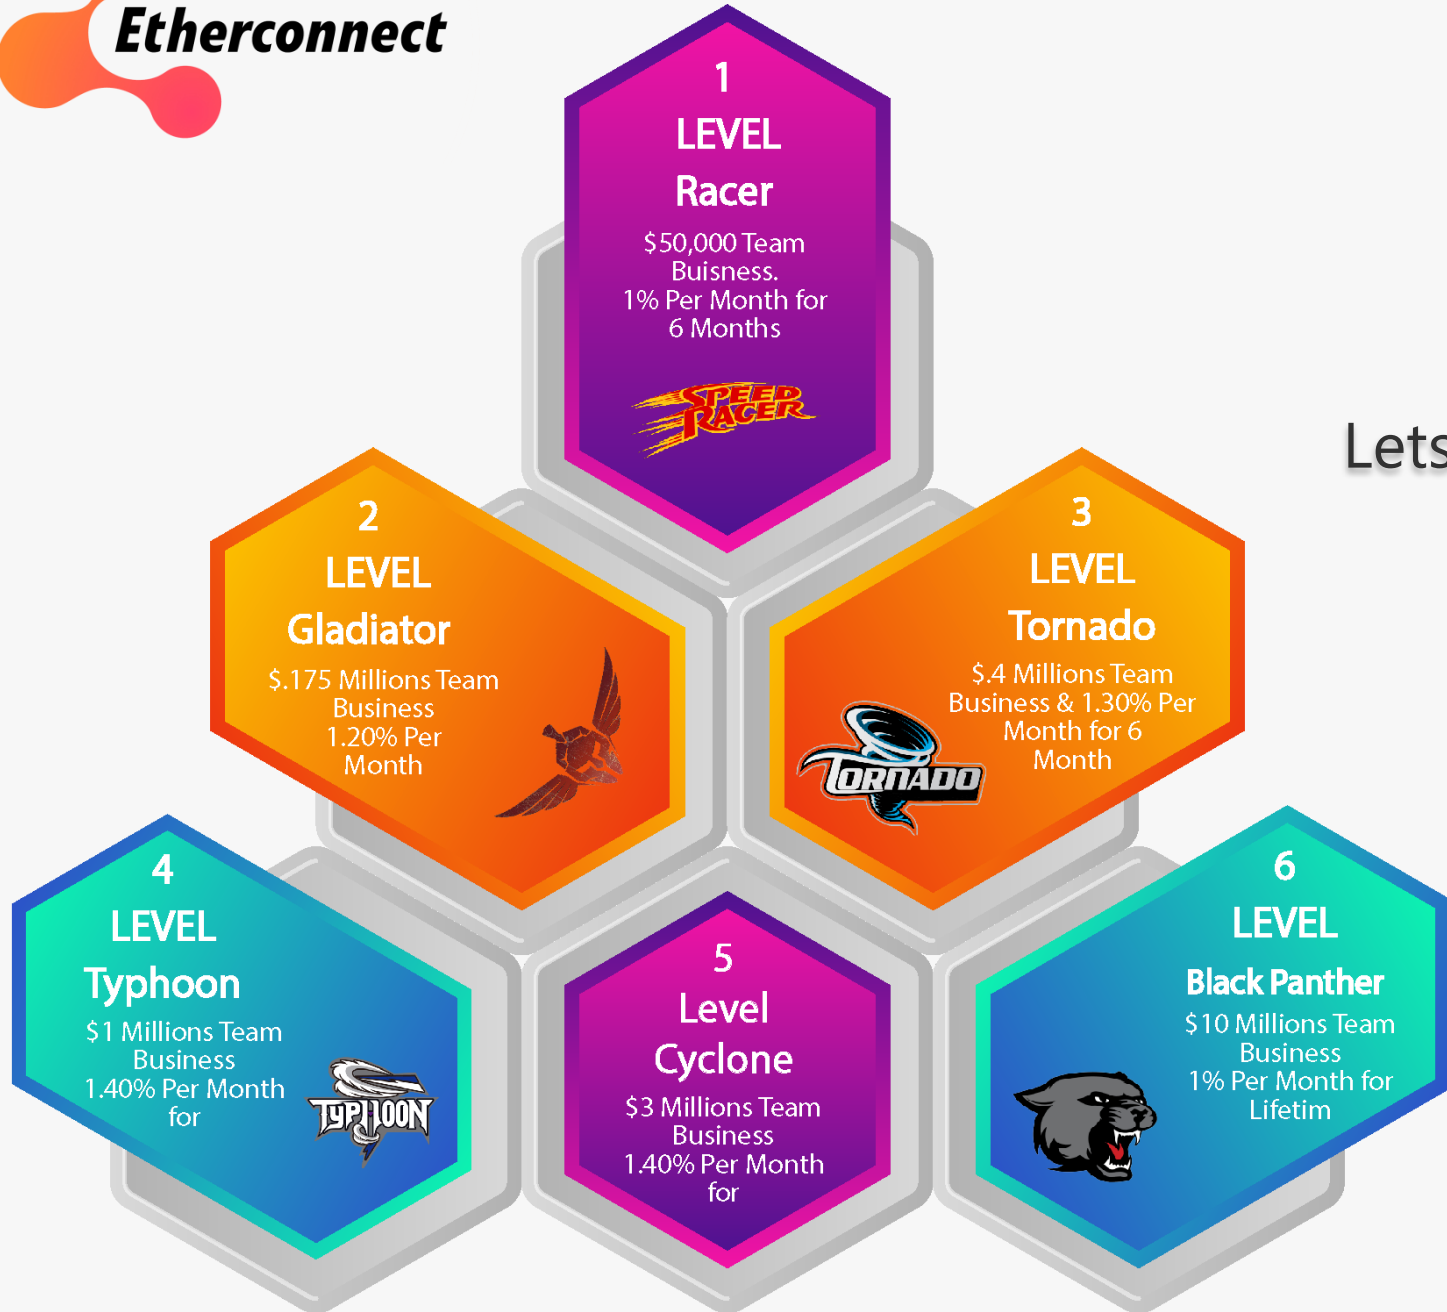 Etherconnect
1
LEVEL
Racer
$50,000 Team
Buisness.
1% Per Month for
6 Months
SPEED
RACER
Lets
2
LEVEL
Gladiator
$.175 Millions Team
Business
1.20% Per
Month
3
LEVEL
Tornado
$.4 Millions Team
Business & 1.30% Per
Month for 6
Month
TORNADO
4
LEVEL
Typhoon
$1 Millions Team
Business
1.40% Per Month
for
TYPHOON
5
Level
Cyclone
$3 Millions Team
Business
1.40% Per Month
for
6
LEVEL
Black Panther
$10 Millions Team
Business
1% Per Month for
Lifetim